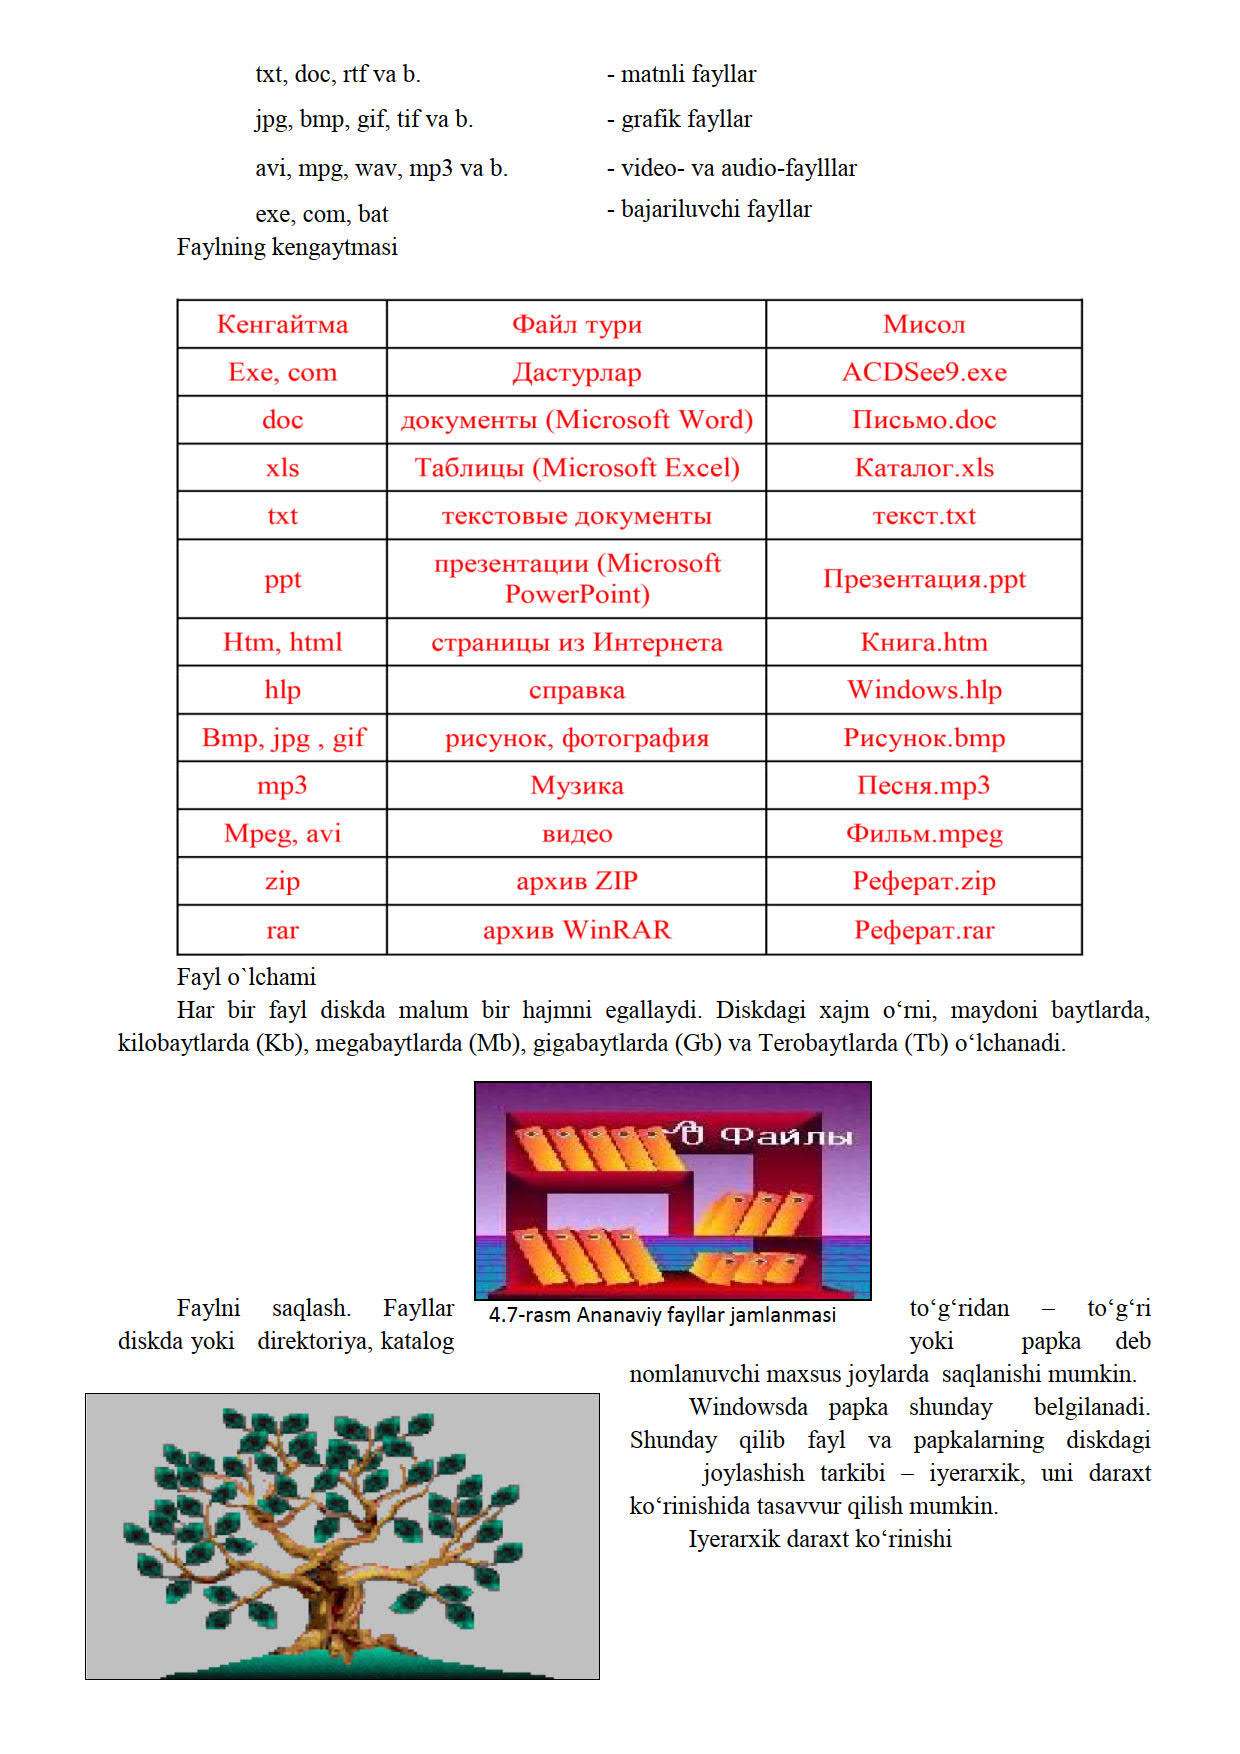 txt, doc, rtf va b. - matnli fayllar
jpg, bmp, gif, tif va b. - grafik fayllar
avi, mpg, wav, mp3 va b. - video- va audio-faylllar
exe, com, bat - bajariluvchi fayllar
Faylning kengaytmasi
Кенгайтма Файл тури Мисол
Exe, com Дастурлар ACDSee9.exe
doc документы (Microsoft Word) Письмо.doc
xls Таблицы (Microsoft Excel) Каталог.xls
txt текстовые документы текст.txt
ppt презентации (Microsoft PowerPoint) Презентация.ppt
Htm, html страницы из Интернета Книга.htm
hlp справка Windows.hlp
Bmp, jpg , gif рисунок, фотография Рисунок.bmp
mp3 Музика Песня.mp3
Mpeg, avi видео Фильм.mpeg
zip архив ZIP Реферат.zip
rar архив WinRAR Реферат.rar
Fayl o`lchami
Har bir fayl diskda malum bir hajmni egallaydi. Diskdagi xajm o‘rni, maydoni baytlarda,
kilobaytlarda (Kb), megabaytlarda (Mb), gigabaytlarda (Gb) va Terobaytlarda (Tb) o‘lchanadi.
Файлы
4.7-rasm Ananaviy fayllar jamlanmasi
Faylni saqlash. Fayllar to‘g‘ridan – to‘g‘ri
diskda yoki direktoriya, katalog yoki papka deb
nomlanuvchi maxsus joylarda saqlanishi mumkin.
Windowsda papka shunday belgilanadi.
Shunday qilib fayl va papkalarning diskdagi
joylashish tarkibi – iyerarxik, uni daraxt
ko‘rinishida tasavvur qilish mumkin.
Iyerarxik daraxt ko‘rinishi